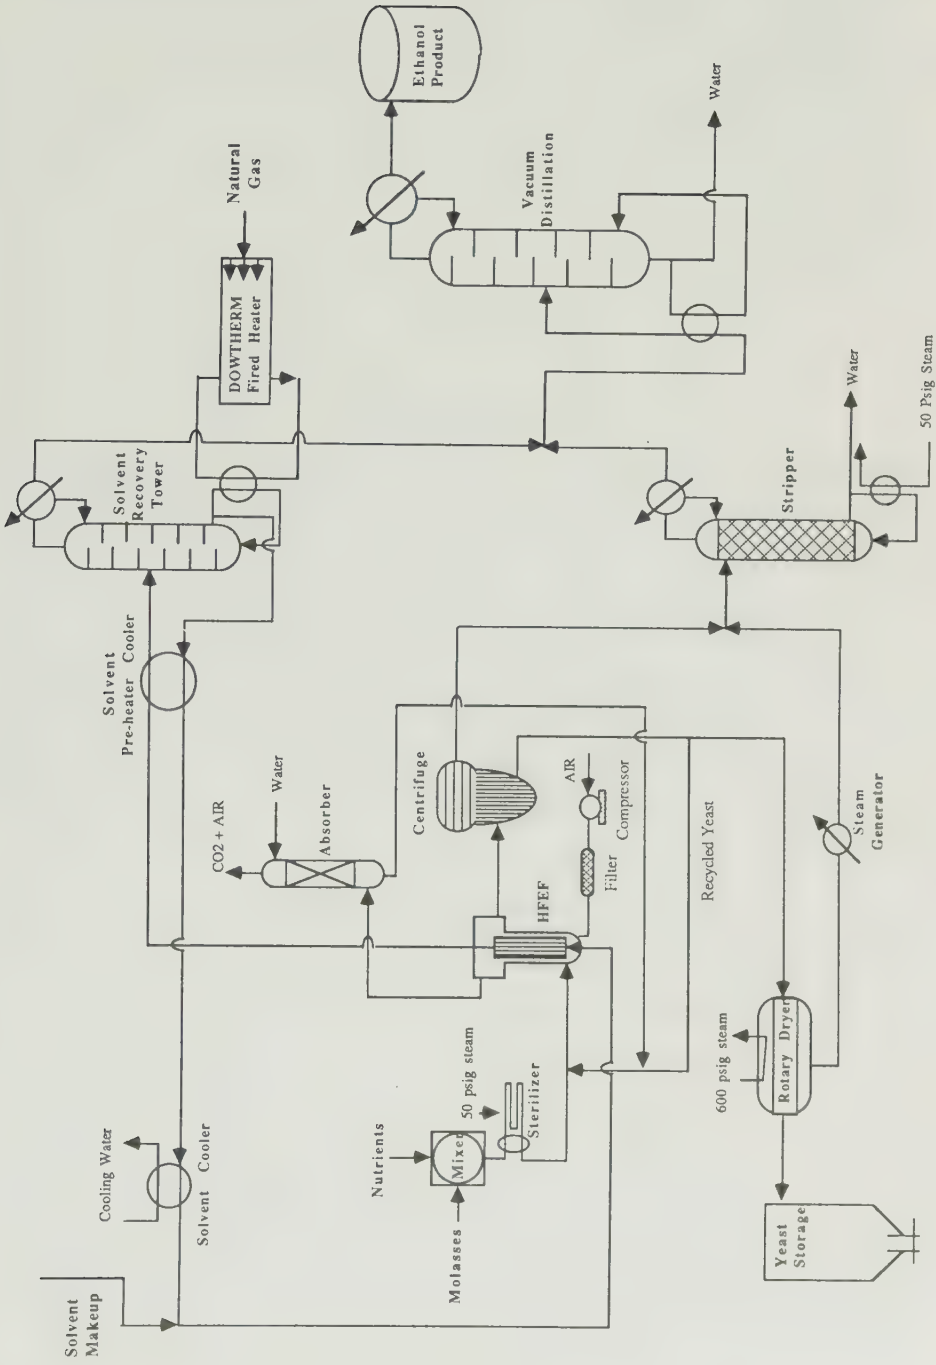 Solvent
Makeup
Cooling Water
Solvent Cooler
Solvent
Pre-heater Cooler
Solvent
Recovery
Tower
DOWTHERM
Fired Heater
Natural
Gas
CO2 + AIR
Water
Absorber
Molasses
Nutrients
Mixer
50 psig steam
Sterilizer
HFEF
Filter
AIR
Compressor
Centrifuge
Recycled Yeast
Yeast
Storage
600 psig steam
Rotary Dryer
Steam
Generator
Stripper
Water
50 Psig Steam
Vacuum
Distillation
Water
Ethanol
Product